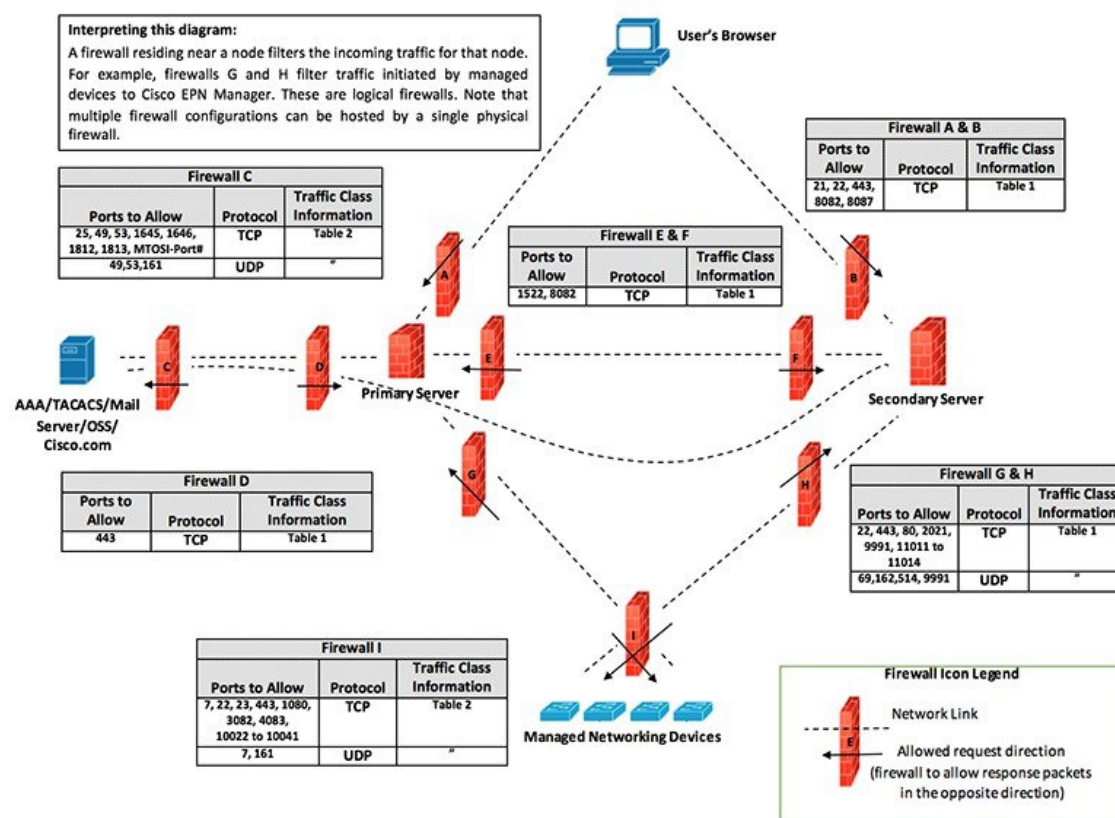 Interpreting this diagram:
A firewall residing near a node filters the incoming traffic for that node.
For example, firewalls G and H filter traffic initiated by managed
devices to Cisco EPN Manager. These are logical firewalls. Note that
multiple firewall configurations can be hosted by a single physical
firewall.
User's Browser
Firewall A & B
Ports to Allow
Protocol
Traffic Class Information
21, 22, 443,
8082, 8087
TCP
Table 1
Firewall C
Ports to Allow
Protocol
Traffic Class
Information
25, 49, 53, 1645, 1646,
1812, 1813, MTOSI-Port#
TCP
Table 2
49,53,161
UDP
"
Firewall E & F
Ports to
Allow
Protocol
Traffic Class
Information
1522, 8082
TCP
Table 1
A
B
C
D
E
F
Primary Server
Secondary Server
AAA/TACACS/Mail
Server/OSS/
Cisco.com
G
H
Firewall D
Ports to
Allow
Protocol
Traffic Class
Information
443
TCP
Table 1
Firewall G & H
Ports to Allow
Protocol
Traffic Class
Information
22, 443, 80, 2021,
9991, 11011 to
11014
TCP
Table 1
69,162,514, 9991
UDP
"
I
Firewall I
Ports to Allow
Protocol
Traffic Class
Information
7, 22, 23, 443, 1080,
3082, 4083,
10022 to 10041
TCP
Table 2
7, 161
UDP
"
Managed Networking Devices
Firewall Icon Legend
Network Link
E
Allowed request direction
(firewall to allow response packets
in the opposite direction)